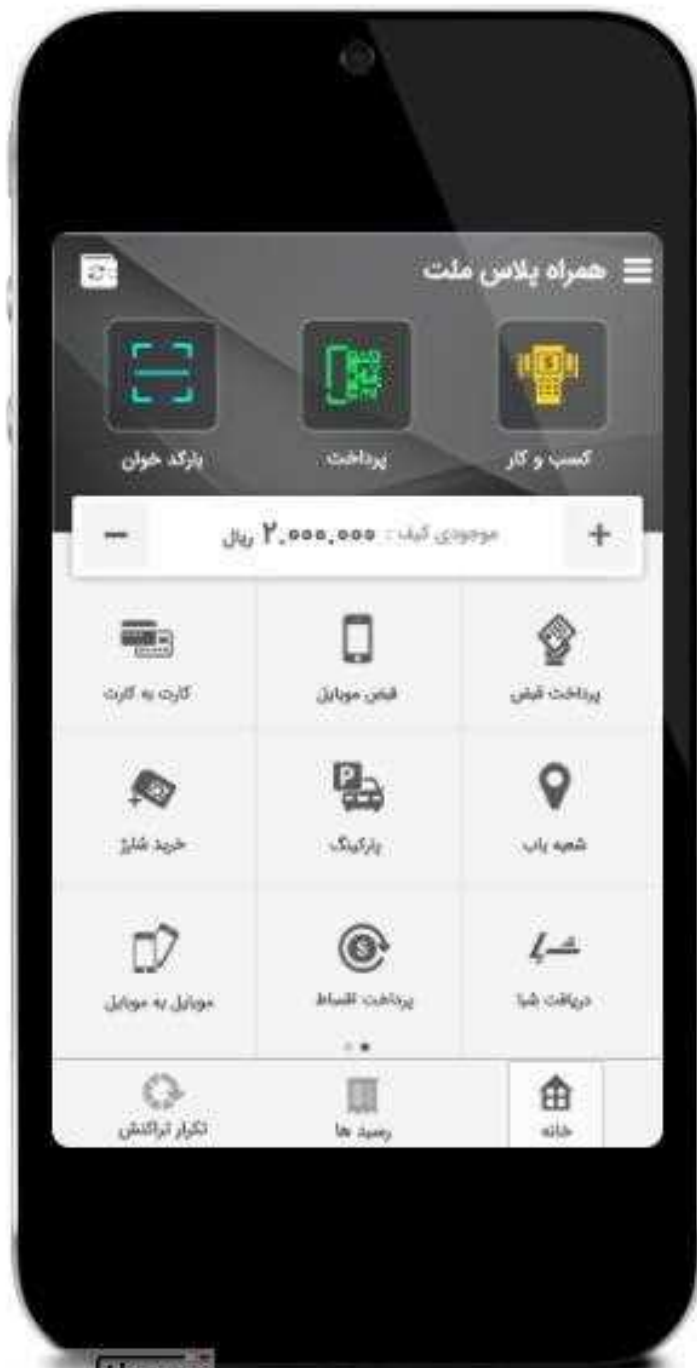 همراه پلاس ملت
کسب و کار پرداخت بارکد خوان
+ موجودی کیف : ۲,۰۰۰,۰۰۰ ریال −
پرداخت قبض قبض موبایل کارت به کارت
P
شعبه یاب پارکینگ خرید شارژ
دریافت شبا پرداخت اقساط موبایل به موبایل
خانه رسید ها تکرار تراکنش